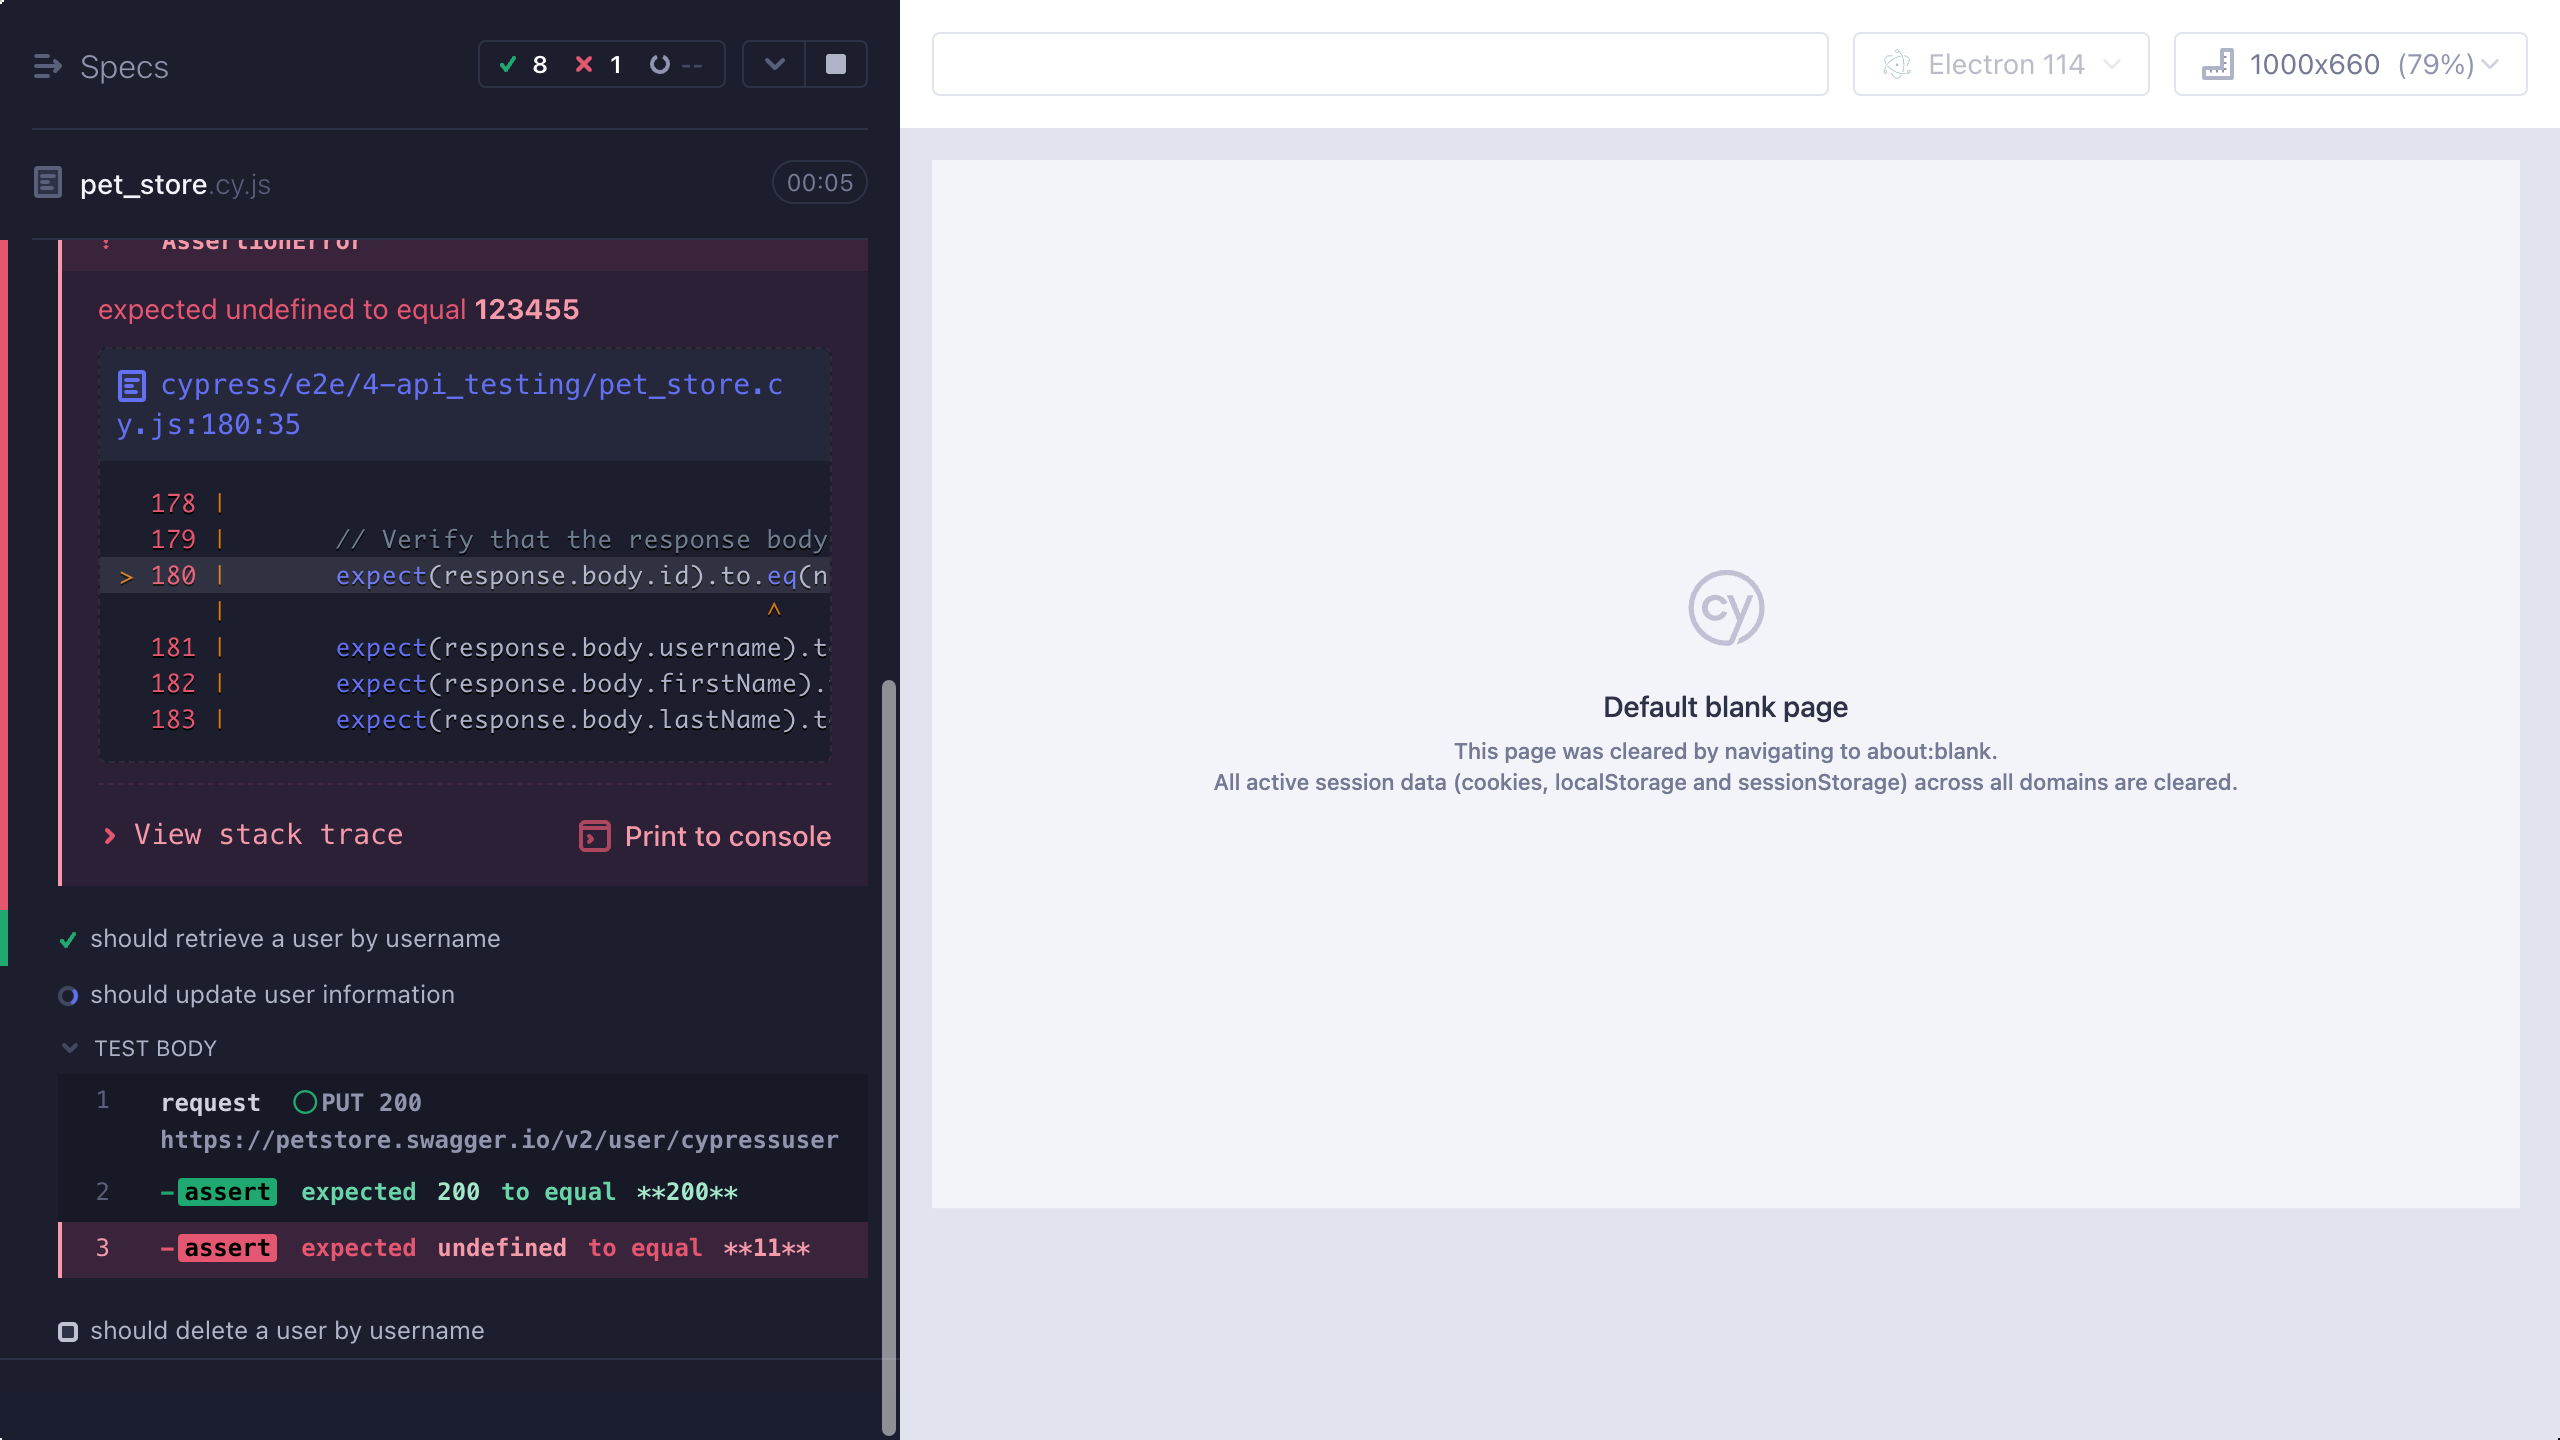 Specs
8 1 --
pet_store.cy.js
00:05
AssertionError
expected undefined to equal 123455
cypress/e2e/4-api_testing/pet_store.c
y.js:180:35
178 |
179 | // Verify that the response body
> 180 | expect(response.body.id).to.eq(n
| ^
181 | expect(response.body.username).t
182 | expect(response.body.firstName).
183 | expect(response.body.lastName).t
View stack trace
Print to console
should retrieve a user by username
should update user information
TEST BODY
1 request PUT 200
https://petstore.swagger.io/v2/user/cypressuser
2 -assert expected 200 to equal **200**
3 -assert expected undefined to equal **11**
should delete a user by username
Electron 114
1000x660 (79%)
cy
Default blank page
This page was cleared by navigating to about:blank.
All active session data (cookies, localStorage and sessionStorage) across all domains are cleared.